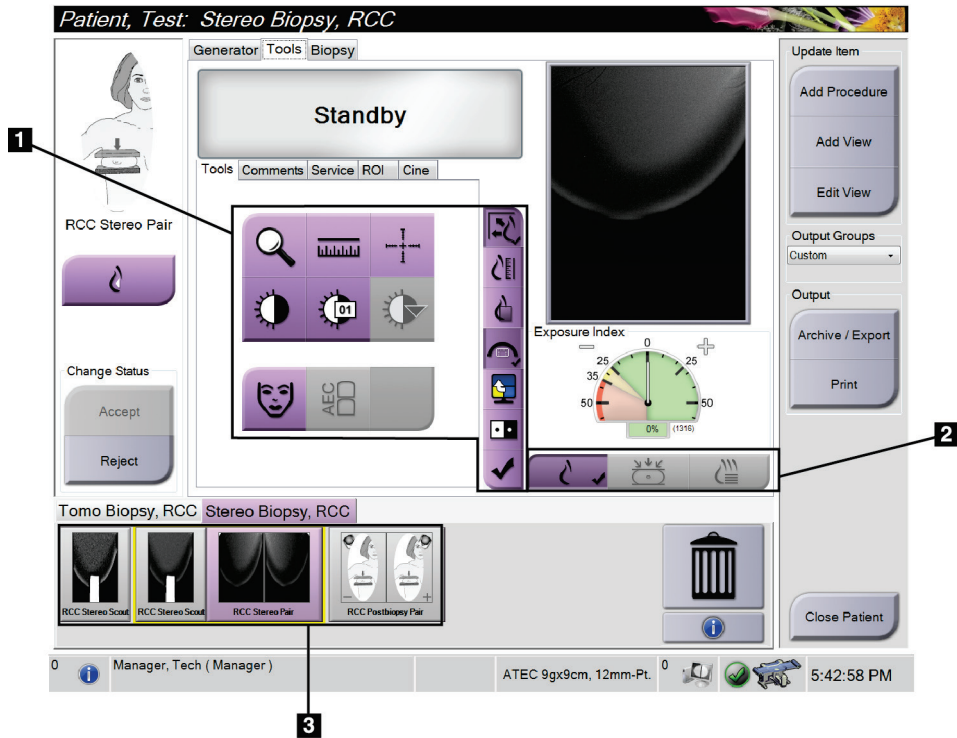 Patient, Test: Stereo Biopsy, RCC
Generator Tools Biopsy
Standby
Tools Comments Service ROI Cine
1
RCC Stereo Pair
01
AEC
Change Status
Accept
Reject
Exposure Index
0
25 25
35
50 50
0% (1316)
2
Update Item
Add Procedure
Add View
Edit View
Output Groups
Custom
Output
Archive / Export
Print
Tomo Biopsy, RCC Stereo Biopsy, RCC
RCC Stereo Scout RCC Stereo Scout RCC Stereo Pair RCC Postbiopsy Pair
Close Patient
0 Manager, Tech ( Manager ) ATEC 9gx9cm, 12mm-Pt. 0 5:42:58 PM
3